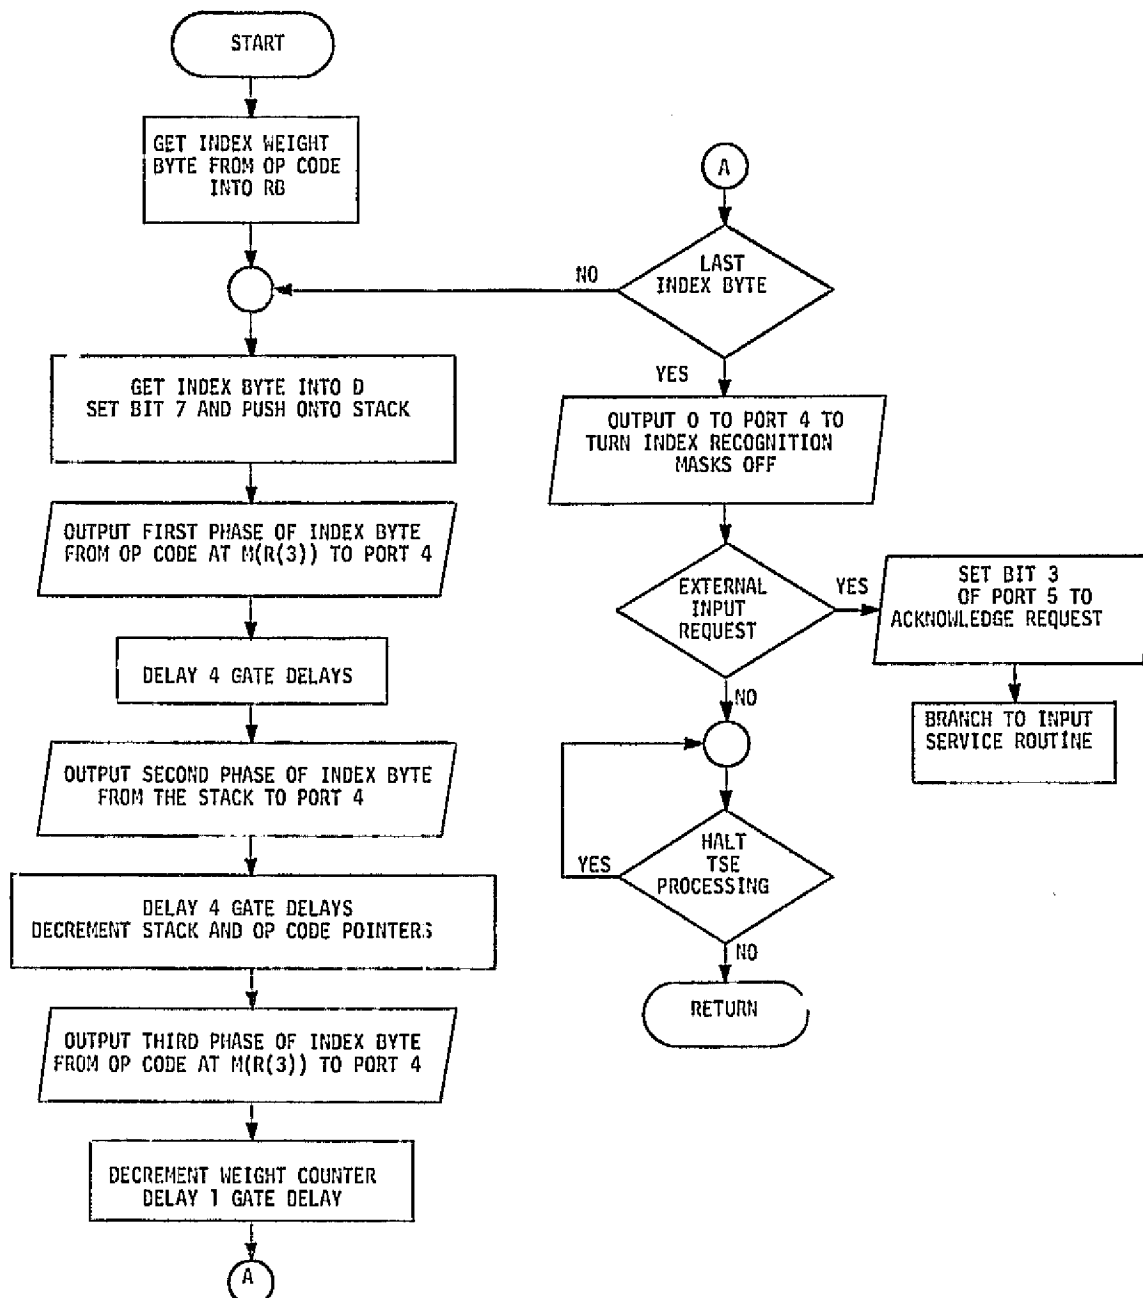 START
GET INDEX WEIGHT
BYTE FROM OP CODE
INTO RB
GET INDEX BYTE INTO D
SET BIT 7 AND PUSH ONTO STACK
OUTPUT FIRST PHASE OF INDEX BYTE
FROM OP CODE AT M(R(3)) TO PORT 4
DELAY 4 GATE DELAYS
OUTPUT SECOND PHASE OF INDEX BYTE
FROM THE STACK TO PORT 4
DELAY 4 GATE DELAYS
DECREMENT STACK AND OP CODE POINTERS
OUTPUT THIRD PHASE OF INDEX BYTE
FROM OP CODE AT M(R(3)) TO PORT 4
DECREMENT WEIGHT COUNTER
DELAY 1 GATE DELAY
A
A
LAST
INDEX BYTE
NO
YES
OUTPUT 0 TO PORT 4 TO
TURN INDEX RECOGNITION
MASKS OFF
EXTERNAL
INPUT
REQUEST
YES
SET BIT 3
OF PORT 5 TO
ACKNOWLEDGE REQUEST
BRANCH TO INPUT
SERVICE ROUTINE
NO
HALT
TSE
PROCESSING
YES
NO
RETURN